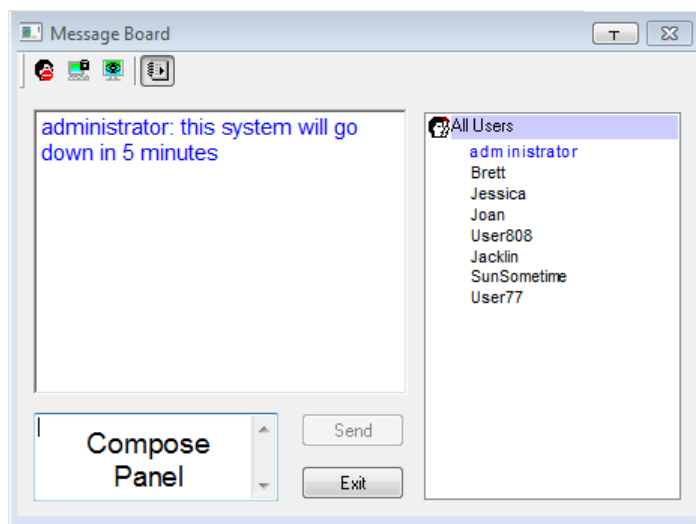 Message Board
T
administrator: this system will go
down in 5 minutes
All Users
administrator
Brett
Jessica
Joan
User808
Jacklin
SunSometime
User77
Compose
Panel
Send
Exit